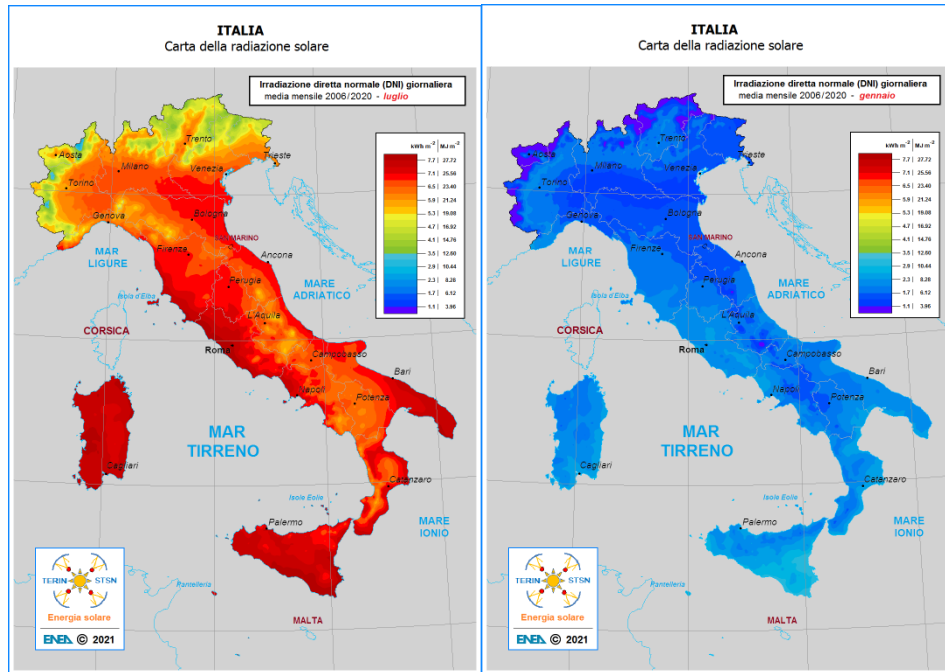 ITALIA
Carta della radiazione solare
Irradiazione diretta normale (DNI) giornaliera
media mensile 2006/2020 - luglio
kWh m⁻² MJ m⁻²
7.7 27.72
7.1 25.56
6.5 23.40
5.9 21.24
5.3 19.08
4.7 16.92
4.1 14.76
3.5 12.60
2.9 10.44
2.3 8.28
1.7 6.12
1.1 3.96
Aosta
Trento
Milano
Venezia
Trieste
Torino
Genova
Bologna
SAN MARINO
Firenze
MAR
LIGURE
Ancona
Perugia
MARE
ADRIATICO
Isola d'Elba
CORSICA
L'Aquila
Roma
Campobasso
Bari
Napoli
Potenza
MAR
TIRRENO
Cagliari
Catanzaro
Isole Eolie
Palermo
MARE
IONIO
Pantelleria
MALTA
TERIN STSN
Energia solare
ENEA © 2021
ITALIA
Carta della radiazione solare
Irradiazione diretta normale (DNI) giornaliera
media mensile 2006/2020 - gennaio
kWh m⁻² MJ m⁻²
7.7 27.72
7.1 25.56
6.5 23.40
5.9 21.24
5.3 19.08
4.7 16.92
4.1 14.76
3.5 12.60
2.9 10.44
2.3 8.28
1.7 6.12
1.1 3.96
Aosta
Trento
Milano
Venezia
Trieste
Torino
Genova
Bologna
SAN MARINO
Firenze
MAR
LIGURE
Ancona
Perugia
MARE
ADRIATICO
Isola d'Elba
CORSICA
L'Aquila
Roma
Campobasso
Bari
Napoli
Potenza
MAR
TIRRENO
Cagliari
Catanzaro
Isole Eolie
Palermo
MARE
IONIO
Pantelleria
MALTA
TERIN STSN
Energia solare
ENEA © 2021